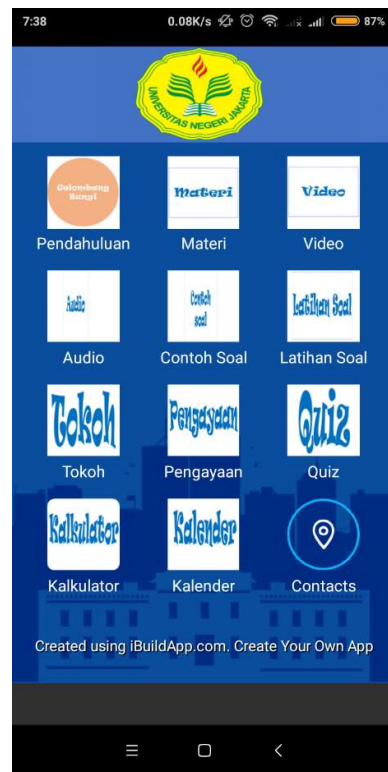 7:38 0.08K/s 87%
UNIVERSITAS NEGERI JAKARTA
Gelombang
Bunyi
Materi
Video
Pendahuluan Materi Video
Audio
Contoh
soal
Latihan Soal
Audio Contoh Soal Latihan Soal
Tokoh
Pengayaan
Quiz
Tokoh Pengayaan Quiz
Kalkulator
Kalender
Kalkulator Kalender Contacts
Created using iBuildApp.com. Create Your Own App